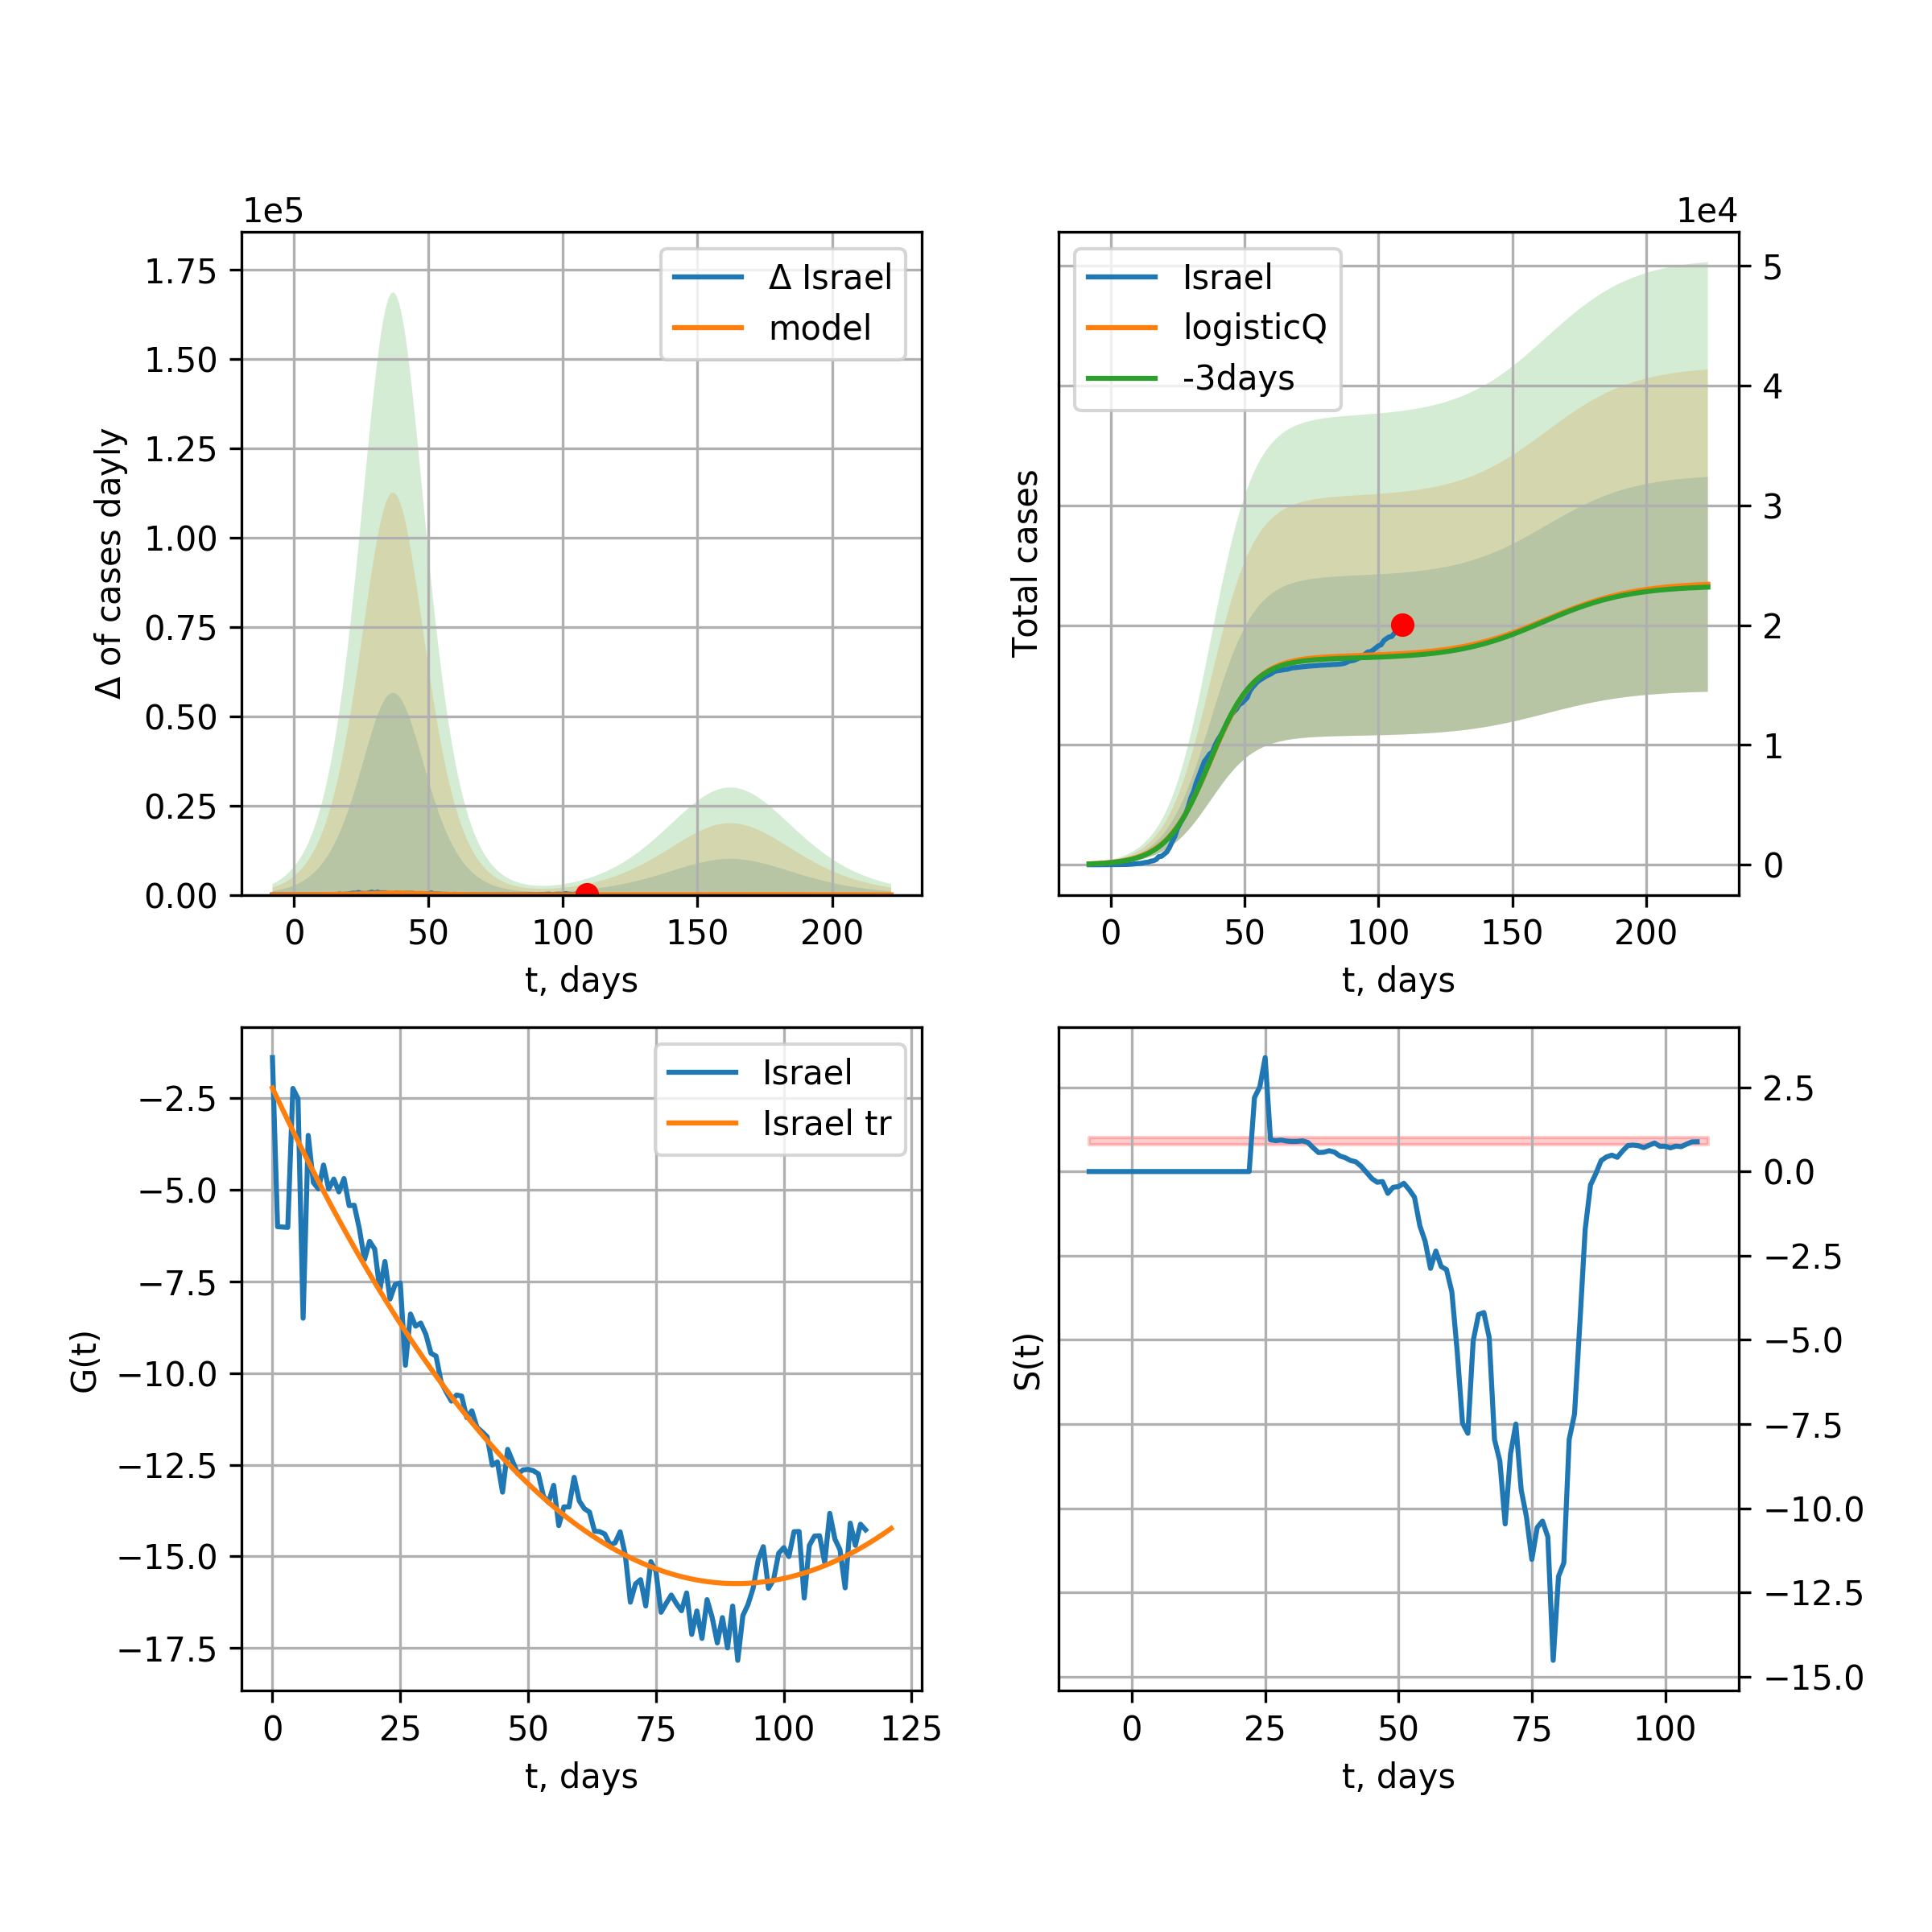 1e5
Δ of cases dayly
1.75
1.50
1.25
1.00
0.75
0.50
0.25
0.00
0 50 100 150 200
t, days
Δ Israel
model
1e4
Total cases
5
4
3
2
1
0
0 50 100 150 200
t, days
Israel
logisticQ
-3days
G(t)
−2.5
−5.0
−7.5
−10.0
−12.5
−15.0
−17.5
0 25 50 75 100 125
t, days
Israel
Israel tr
S(t)
2.5
0.0
−2.5
−5.0
−7.5
−10.0
−12.5
−15.0
0 25 50 75 100
t, days